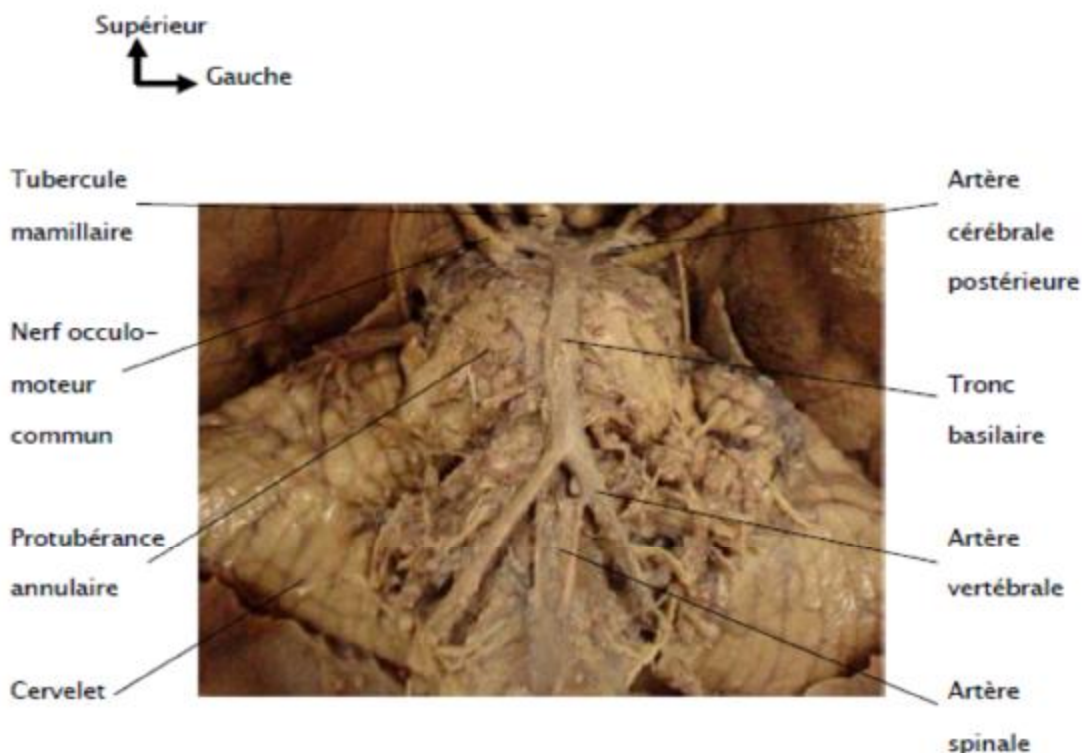 Supérieur
Gauche
Tubercule
mamillaire
Nerf occulo-
moteur
commun
Protubérance
annulaire
Cervelet
Artère
cérébrale
postérieure
Tronc
basilaire
Artère
vertébrale
Artère
spinale